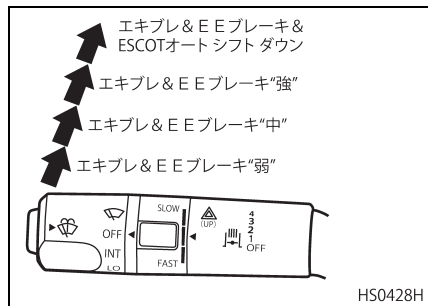 エキブレ＆ＥＥブレーキ＆
ESCOTオート シフト ダウン
エキブレ＆ＥＥブレーキ“強”
エキブレ＆ＥＥブレーキ“中”
エキブレ＆ＥＥブレーキ“弱”
OFF
INT
LO
SLOW
FAST
(UP)
4
3
2
1
OFF
HS0428H